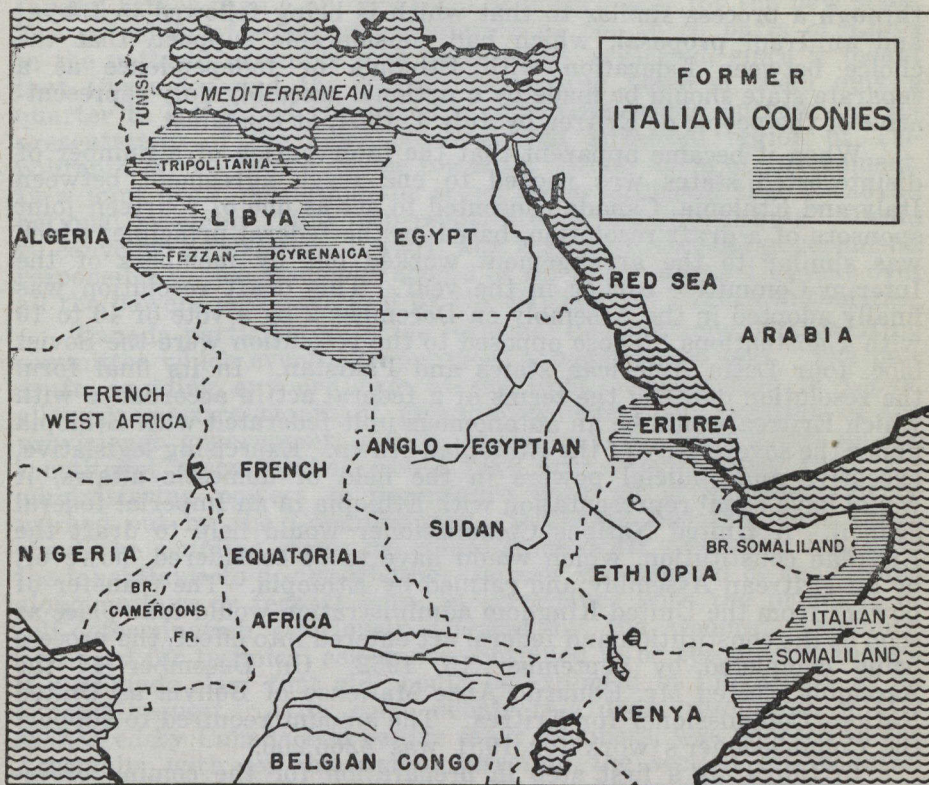 FORMER
ITALIAN COLONIES
TUNISIA
MEDITERRANEAN
TRIPOLITANIA
LIBYA
ALGERIA
FEZZAN
CYRENAICA
EGYPT
RED SEA
ARABIA
FRENCH
WEST AFRICA
ERITREA
ANGLO — EGYPTIAN
FRENCH
SUDAN
NIGERIA
EQUATORIAL
BR. SOMALILAND
ETHIOPIA
BR.
CAMEROONS
ITALIAN
AFRICA
FR.
SOMALILAND
KENYA
BELGIAN CONGO